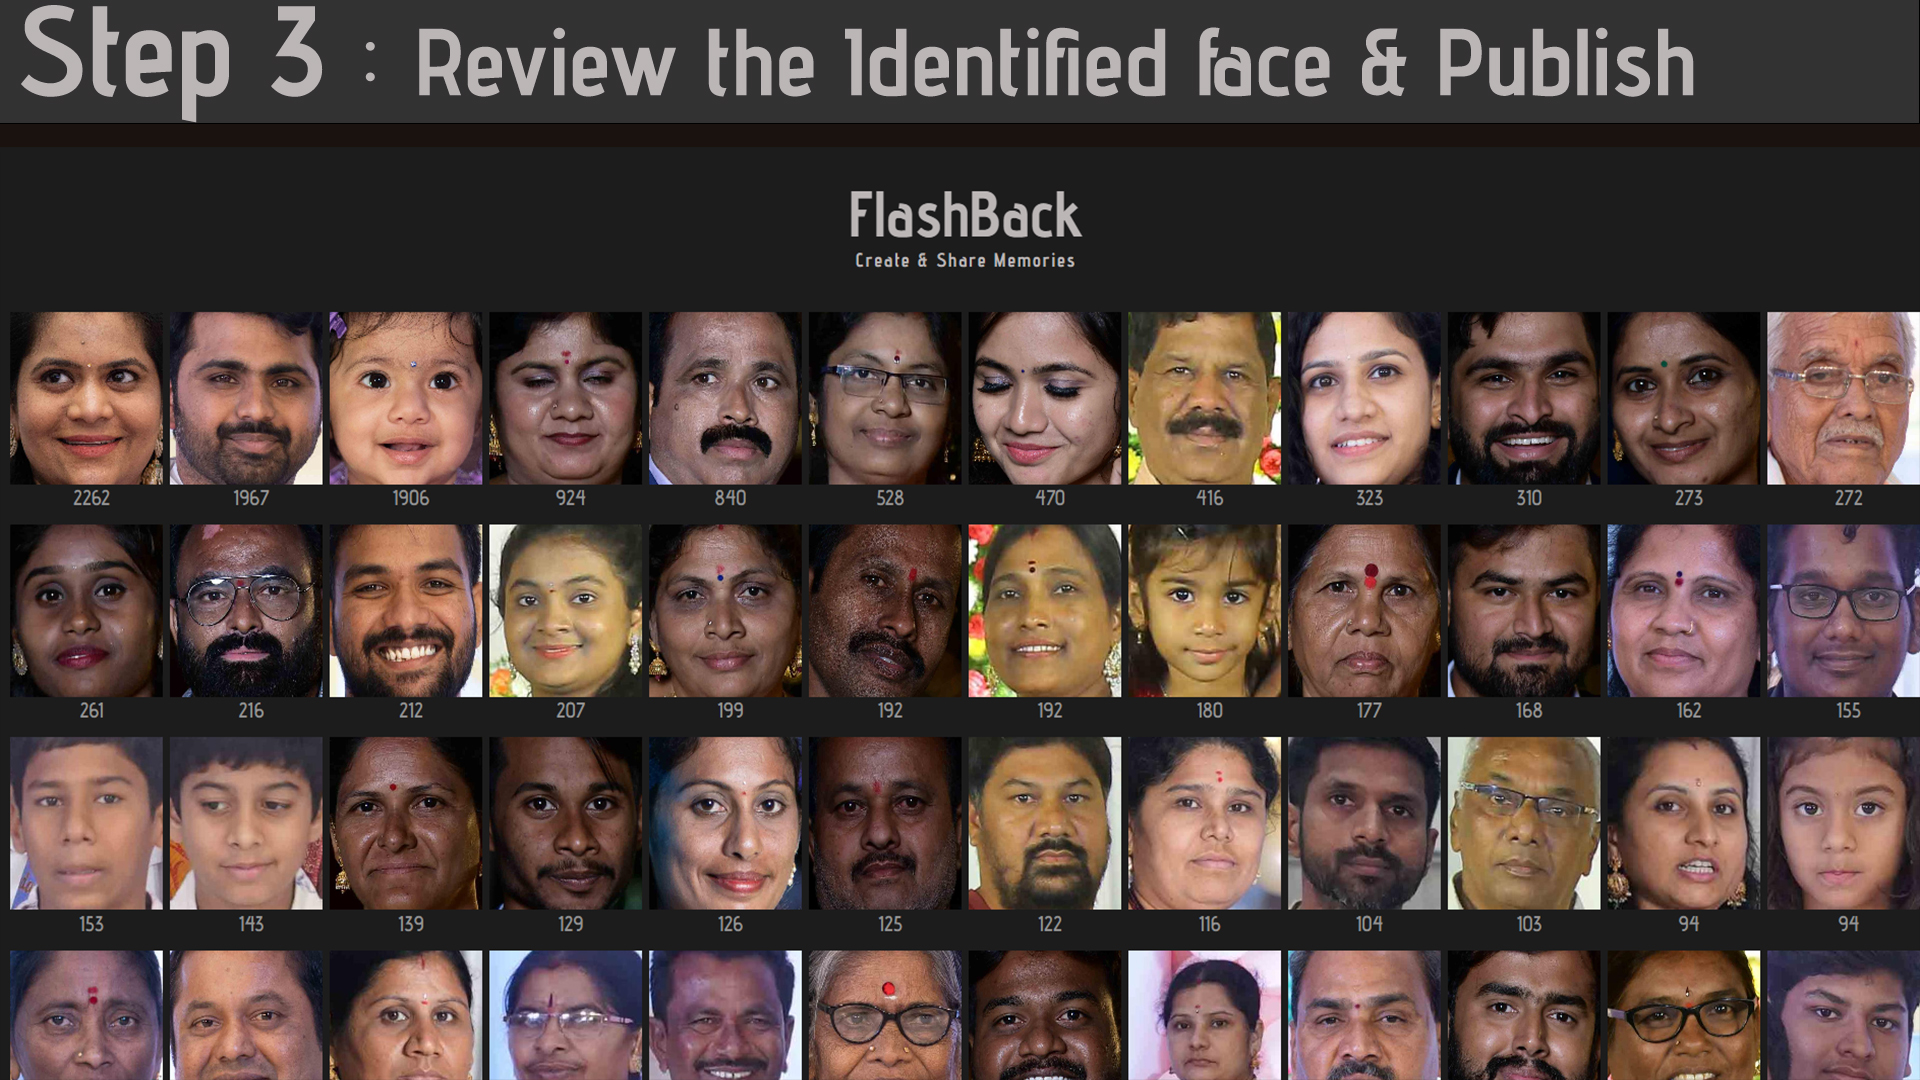 Step 3 : Review the Identified face & Publish
FlashBack
Create & Share Memories
2262 1967 1906 924 840 528 470 416 323 310 273 272
261 216 212 207 199 192 192 180 177 168 162 155
153 143 139 129 126 125 122 116 104 103 94 94